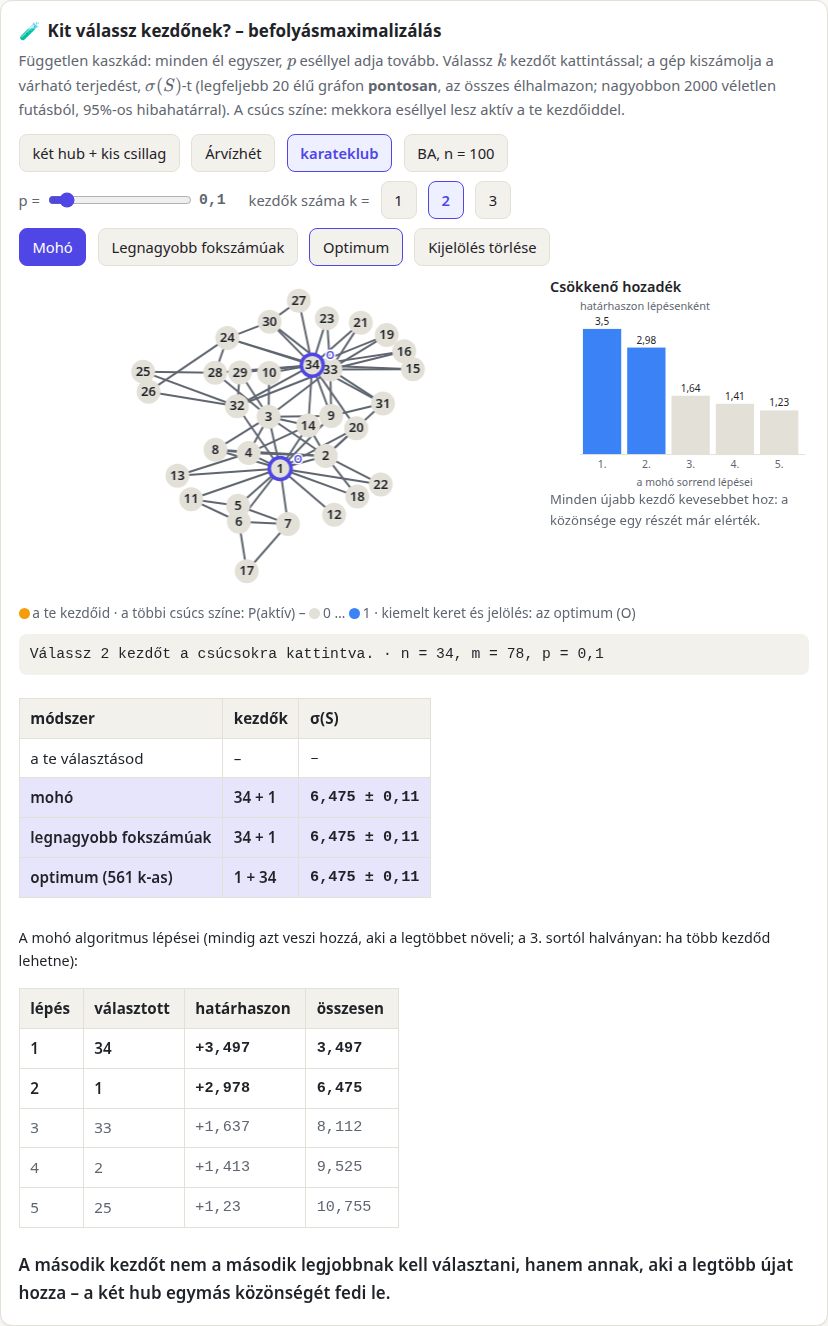 🧪 Kit válassz kezdőnek? – befolyásmaximalizálás
Független kaszkád: minden él egyszer, p eséllyel adja tovább. Válassz k kezdőt kattintással; a gép kiszámolja a
várható terjedést, σ(S)-t (legfeljebb 20 élű gráfon pontosan, az összes élhalmazon; nagyobbon 2000 véletlen
futásból, 95%-os hibahatárral). A csúcs színe: mekkora eséllyel lesz aktív a te kezdőiddel.
két hub + kis csillag Árvízhét karateklub BA, n = 100
p = 0,1 kezdők száma k = 1 2 3
Mohó Legnagyobb fokszámúak Optimum Kijelölés törlése
27
30
23
21
24
19
16
34
O
33
15
25
28
29
10
26
32
31
3
9
14
20
8
4
2
1
O
13
22
11
18
5
12
6
7
17
Csökkenő hozadék
határhaszon lépésenként
3,5
2,98
1,64
1,41
1,23
1. 2. 3. 4. 5.
a mohó sorrend lépései
Minden újabb kezdő kevesebbet hoz: a
közönsége egy részét már elérték.
a te kezdőid · a többi csúcs színe: P(aktív) – 0 … 1 · kiemelt keret és jelölés: az optimum (O)
Válassz 2 kezdőt a csúcsokra kattintva. · n = 34, m = 78, p = 0,1
módszer kezdők σ(S)
a te választásod – –
mohó 34 + 1 6,475 ± 0,11
legnagyobb fokszámúak 34 + 1 6,475 ± 0,11
optimum (561 k-as) 1 + 34 6,475 ± 0,11
A mohó algoritmus lépései (mindig azt veszi hozzá, aki a legtöbbet növeli; a 3. sortól halványan: ha több kezdőd
lehetne):
lépés választott határhaszon összesen
1 34 +3,497 3,497
2 1 +2,978 6,475
3 33 +1,637 8,112
4 2 +1,413 9,525
5 25 +1,23 10,755
A második kezdőt nem a második legjobbnak kell választani, hanem annak, aki a legtöbb újat
hozza – a két hub egymás közönségét fedi le.